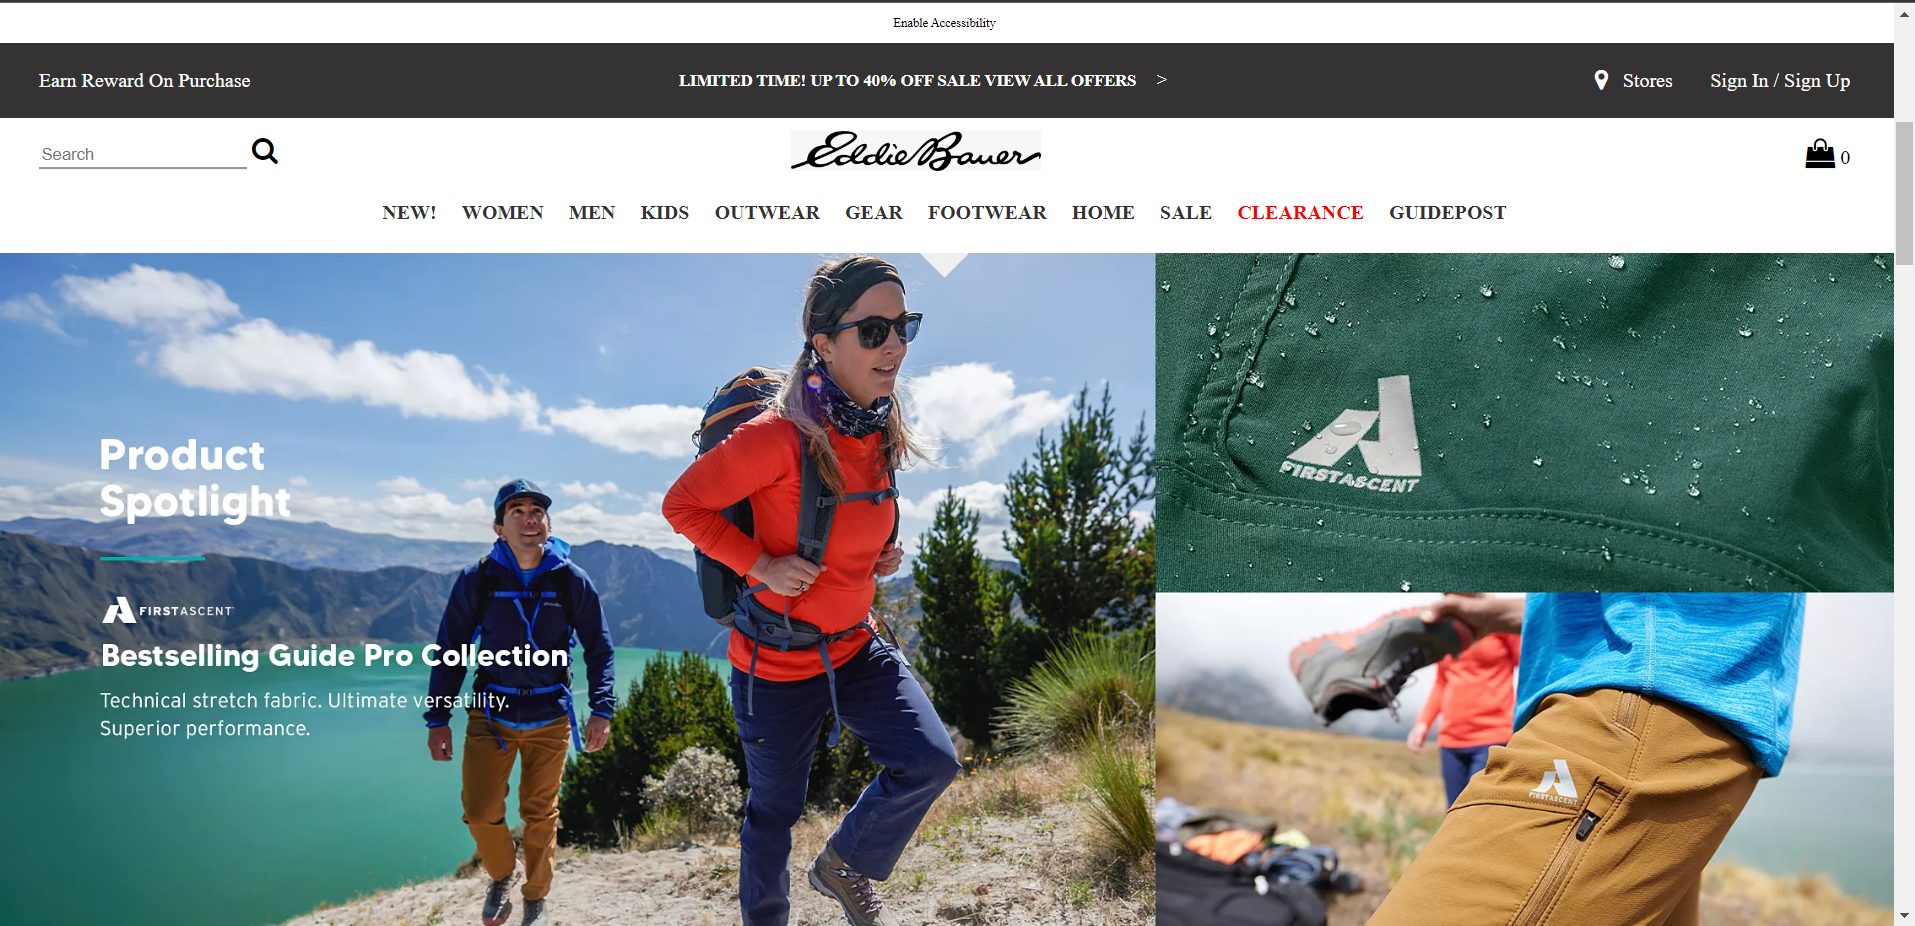 Enable Accessibility
Earn Reward On Purchase
LIMITED TIME! UP TO 40% OFF SALE VIEW ALL OFFERS >
Stores
Sign In / Sign Up
Search
Eddie Bauer
0
NEW! WOMEN MEN KIDS OUTWEAR GEAR FOOTWEAR HOME SALE CLEARANCE GUIDEPOST
Product
Spotlight
FIRSTASCENT
Bestselling Guide Pro Collection
Technical stretch fabric. Ultimate versatility.
Superior performance.
FIRSTASCENT
FIRSTASCENT